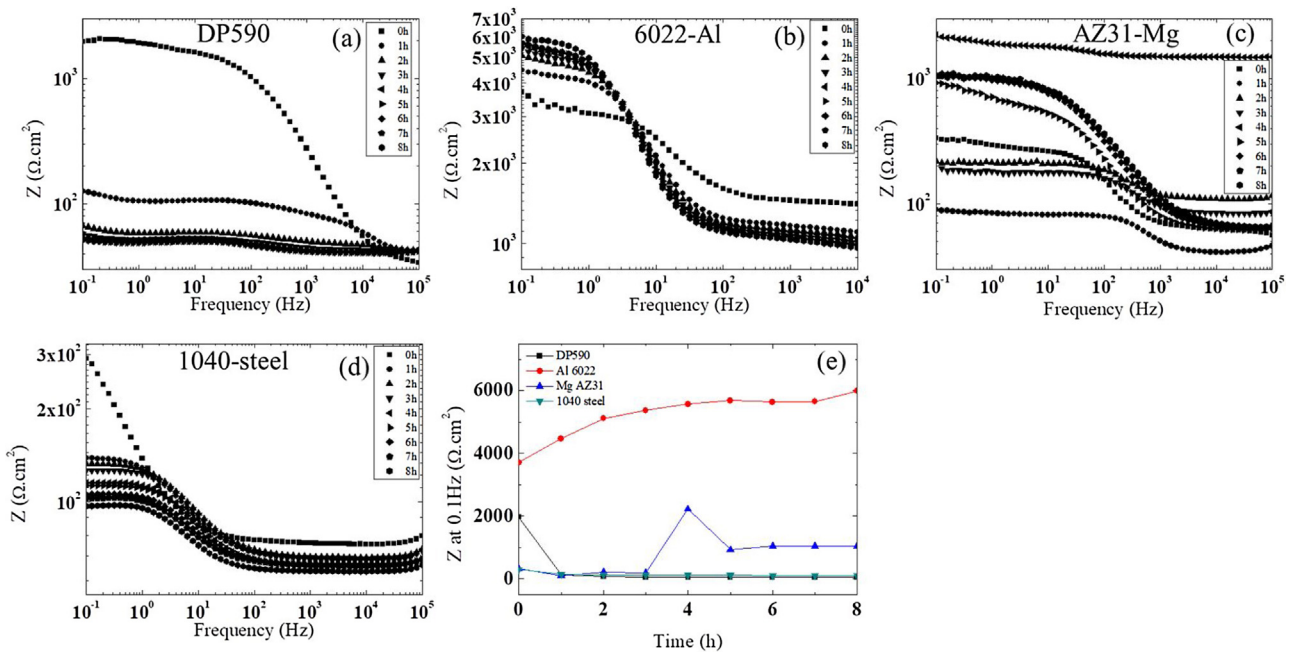 DP590
(a)
0h
1h
2h
3h
4h
5h
6h
7h
8h
10³
10²
Z (Ω.cm²)
10⁻¹ 10⁰ 10¹ 10² 10³ 10⁴ 10⁵
Frequency (Hz)
6022-Al
(b)
0h
1h
2h
3h
4h
5h
6h
7h
8h
7x10³
6x10³
5x10³
4x10³
3x10³
2x10³
10³
Z (Ω.cm²)
10⁻¹ 10⁰ 10¹ 10² 10³ 10⁴
Frequency (Hz)
AZ31-Mg
(c)
0h
1h
2h
3h
4h
5h
6h
7h
8h
10³
10²
Z (Ω.cm²)
10⁻¹ 10⁰ 10¹ 10² 10³ 10⁴ 10⁵
Frequency (Hz)
1040-steel
(d)
0h
1h
2h
3h
4h
5h
6h
7h
8h
3x10²
2x10²
10²
Z (Ω.cm²)
10⁻¹ 10⁰ 10¹ 10² 10³ 10⁴ 10⁵
Frequency (Hz)
(e)
DP590
Al 6022
Mg AZ31
1040 steel
6000
4000
2000
0
Z at 0.1Hz (Ω.cm²)
0 2 4 6 8
Time (h)